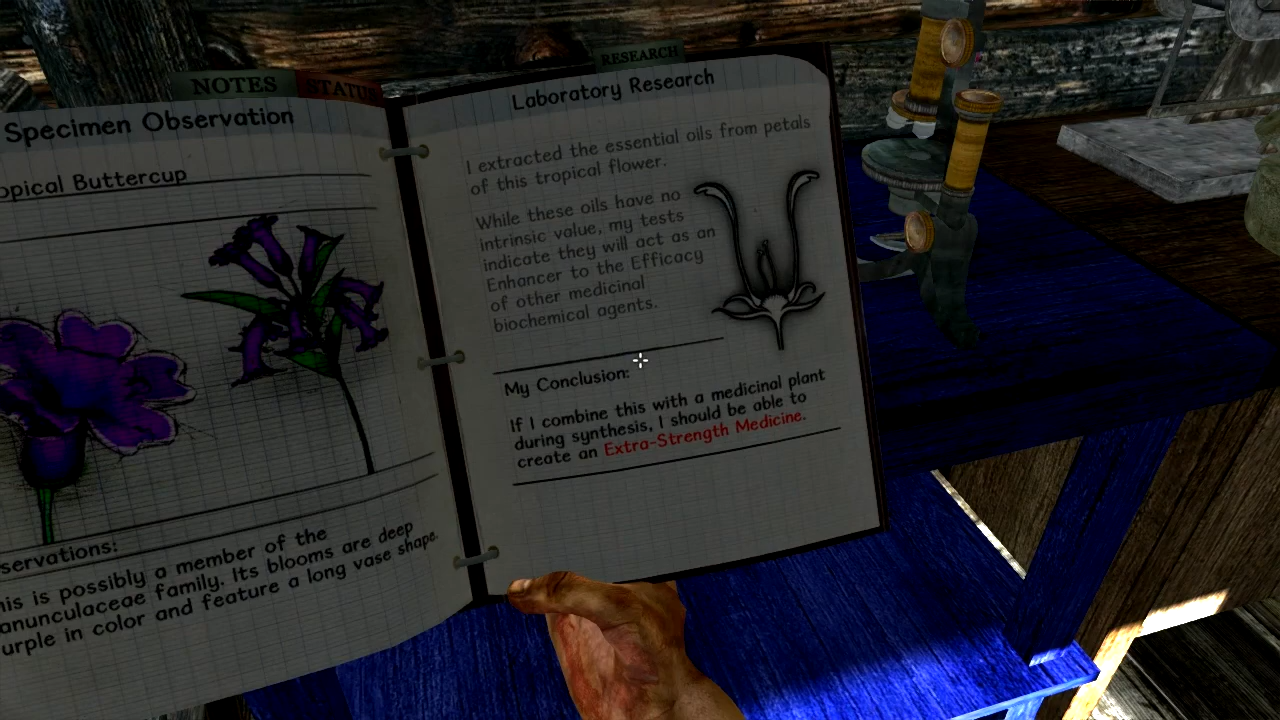 NOTES
STATU
RESEARCH
Specimen Observation
opical Buttercup
servations:
his is possibly a member of the
anunculaceae family. Its blooms are deep
urple in color and feature a long vase shape.
Laboratory Research
I extracted the essential oils from petals
of this tropical flower.
While these oils have no
intrinsic value, my tests
indicate they will act as an
Enhancer to the Efficacy
of other medicinal
biochemical agents.
My Conclusion:
If I combine this with a medicinal plant
during synthesis, I should be able to
create an Extra-Strength Medicine.